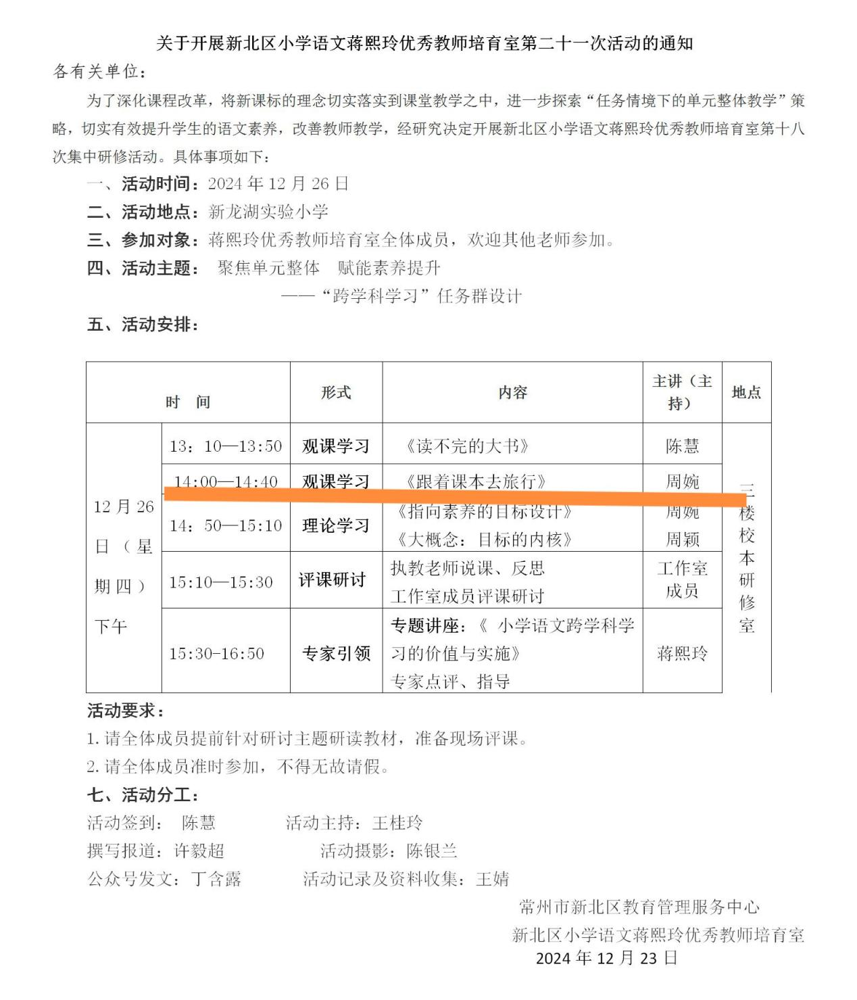 关于开展新北区小学语文蒋熙玲优秀教师培育室第二十一次活动的通知
各有关单位：
为了深化课程改革，将新课标的理念切实落实到课堂教学之中，进一步探索“任务情境下的单元整体教学”策
略，切实有效提升学生的语文素养，改善教师教学，经研究决定开展新北区小学语文蒋熙玲优秀教师培育室第十八
次集中研修活动。具体事项如下：
一、活动时间：2024 年 12 月 26 日
二、活动地点：新龙湖实验小学
三、参加对象：蒋熙玲优秀教师培育室全体成员，欢迎其他老师参加。
四、活动主题： 聚焦单元整体 赋能素养提升
——“跨学科学习”任务群设计
五、活动安排：
时 间 形式 内容 主讲（主持） 地点
12 月 26 日（星期四）下午
13：10—13:50 观课学习 《读不完的大书》 陈慧
14:00—14:40 观课学习 《跟着课本去旅行》 周婉
14：50—15:10 理论学习 《指向素养的目标设计》 周婉
《大概念：目标的内核》 周颖
15:10—15:30 评课研讨 执教老师说课、反思 工作室
工作室成员评课研讨 成员
15:30-16:50 专家引领 专题讲座：《 小学语文跨学科学
习的价值与实施》 蒋熙玲
专家点评、指导
三楼校本研修室
活动要求：
1.请全体成员提前针对研讨主题研读教材，准备现场评课。
2.请全体成员准时参加，不得无故请假。
七、活动分工：
活动签到： 陈慧 活动主持：王桂玲
撰写报道：许毅超 活动摄影：陈银兰
公众号发文：丁含露 活动记录及资料收集：王婧
常州市新北区教育管理服务中心
新北区小学语文蒋熙玲优秀教师培育室
2024 年 12 月 23 日